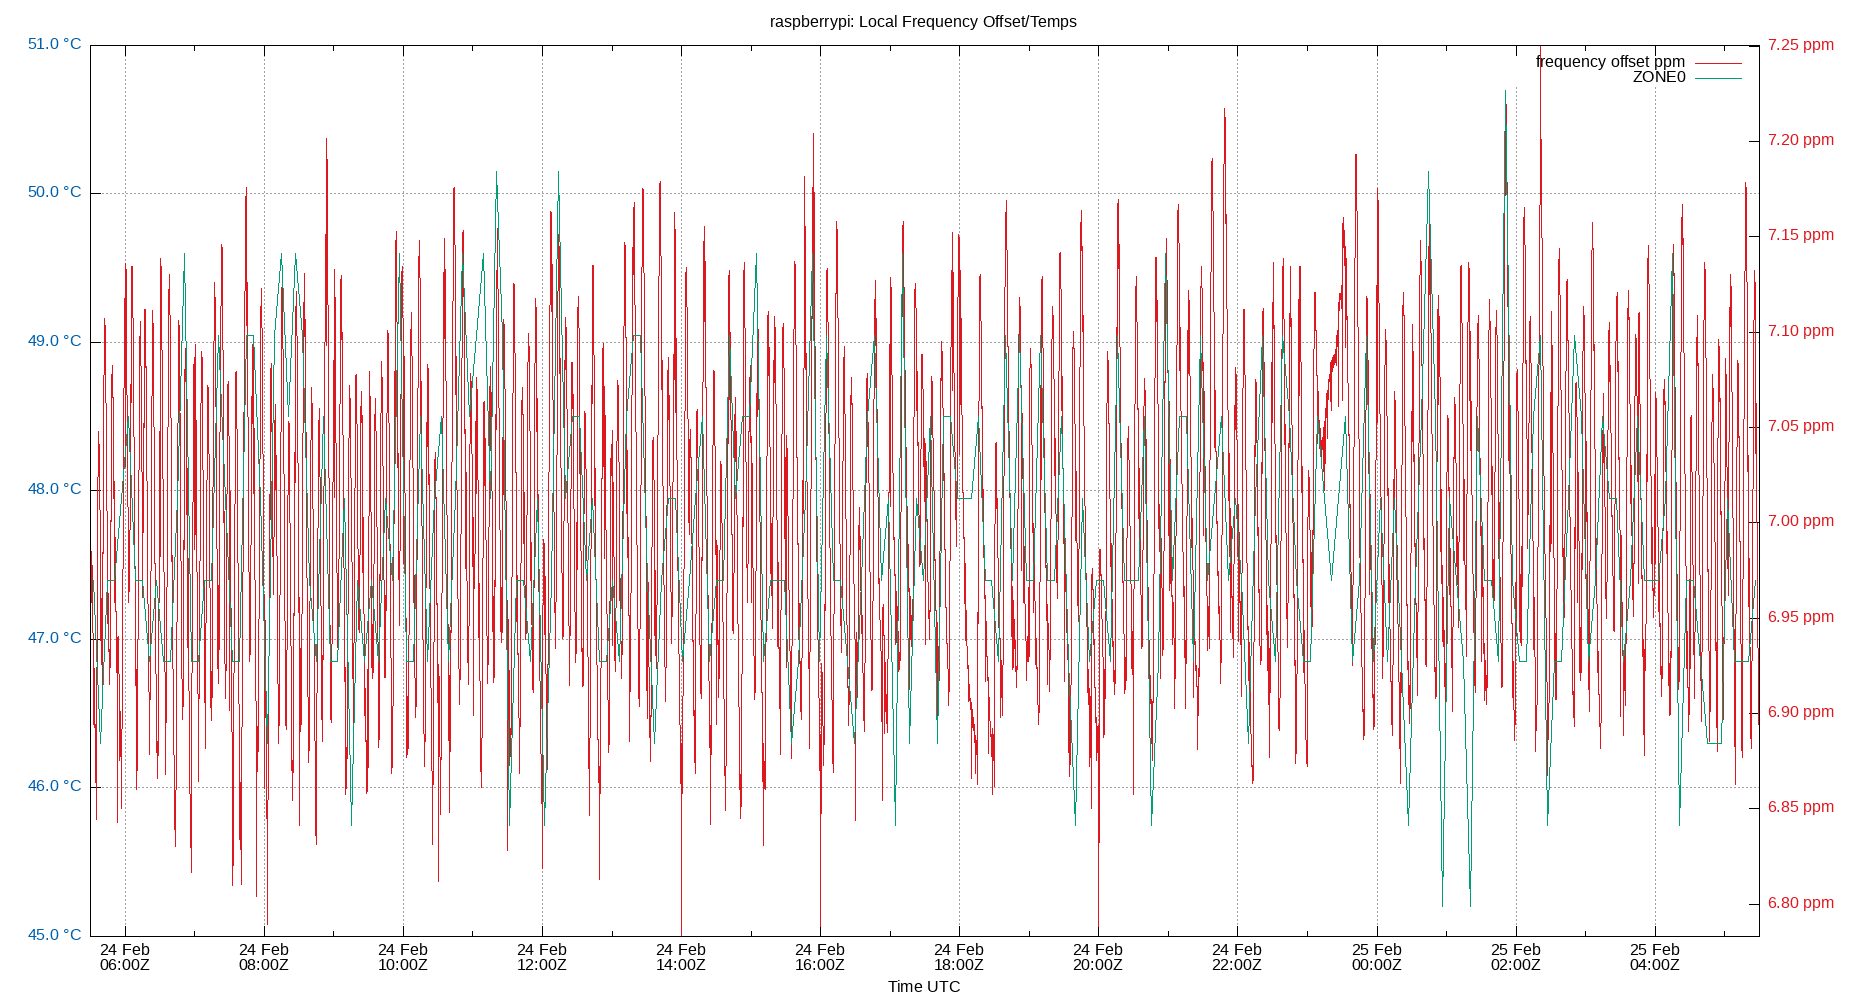 raspberrypi: Local Frequency Offset/Temps
51.0 °C
50.0 °C
49.0 °C
48.0 °C
47.0 °C
46.0 °C
45.0 °C
7.25 ppm
7.20 ppm
7.15 ppm
7.10 ppm
7.05 ppm
7.00 ppm
6.95 ppm
6.90 ppm
6.85 ppm
6.80 ppm
frequency offset ppm
ZONE0
24 Feb
06:00Z
24 Feb
08:00Z
24 Feb
10:00Z
24 Feb
12:00Z
24 Feb
14:00Z
24 Feb
16:00Z
24 Feb
18:00Z
24 Feb
20:00Z
24 Feb
22:00Z
25 Feb
00:00Z
25 Feb
02:00Z
25 Feb
04:00Z
Time UTC